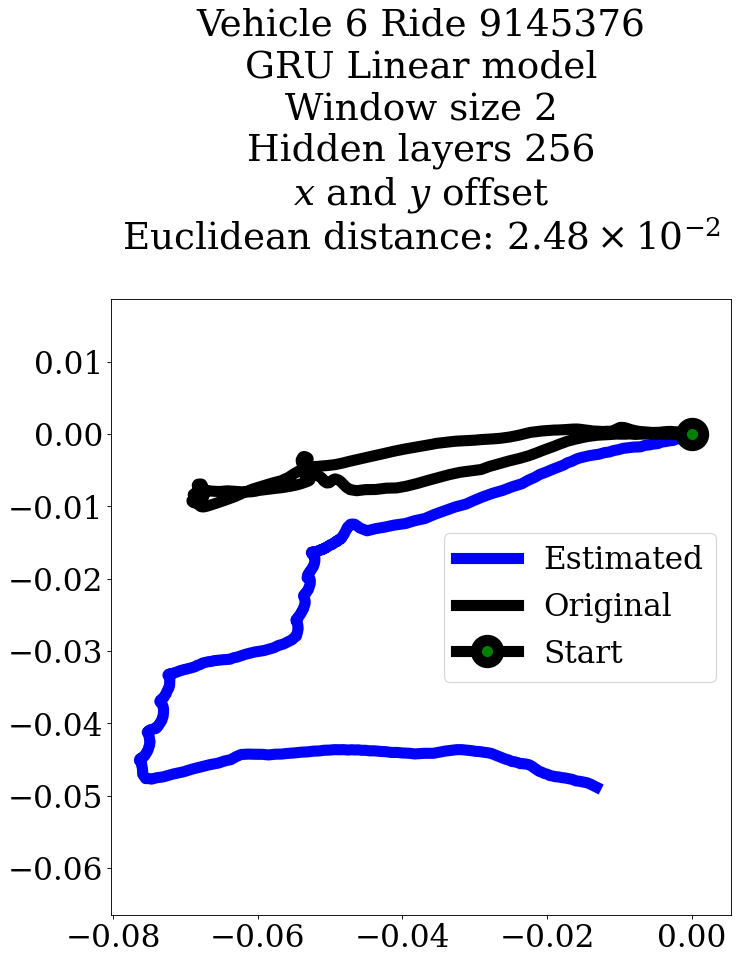 Vehicle 6 Ride 9145376
GRU Linear model
Window size 2
Hidden layers 256
x and y offset
Euclidean distance: 2.48 × 10⁻²
0.01
0.00
−0.01
−0.02
−0.03
−0.04
−0.05
−0.06
Estimated
Original
Start
−0.08 −0.06 −0.04 −0.02 0.00